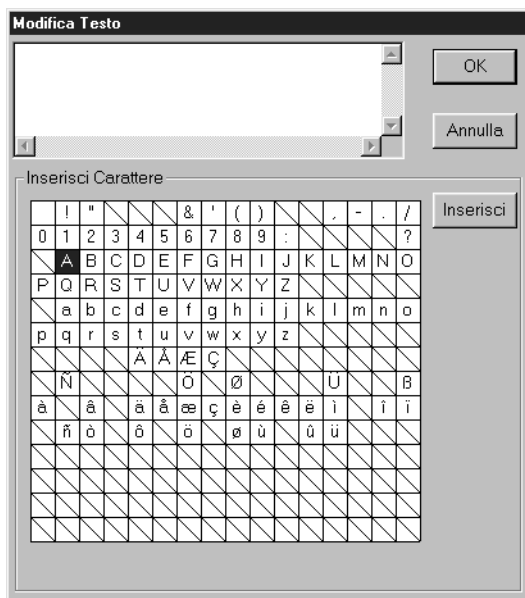 Modifica Testo
OK
Annulla
Inserisci Carattere
Inserisci
! " & ' ( ) , - . /
0 1 2 3 4 5 6 7 8 9 : ?
A B C D E F G H I J K L M N O
P Q R S T U V W X Y Z
a b c d e f g h i j k l m n o
p q r s t u v w x y z
Ä Å Æ Ç
Ñ Ö Ø Ü ß
à â ä å æ ç è é ê ë ì î ï
ñ ò ô ö ø ù û ü